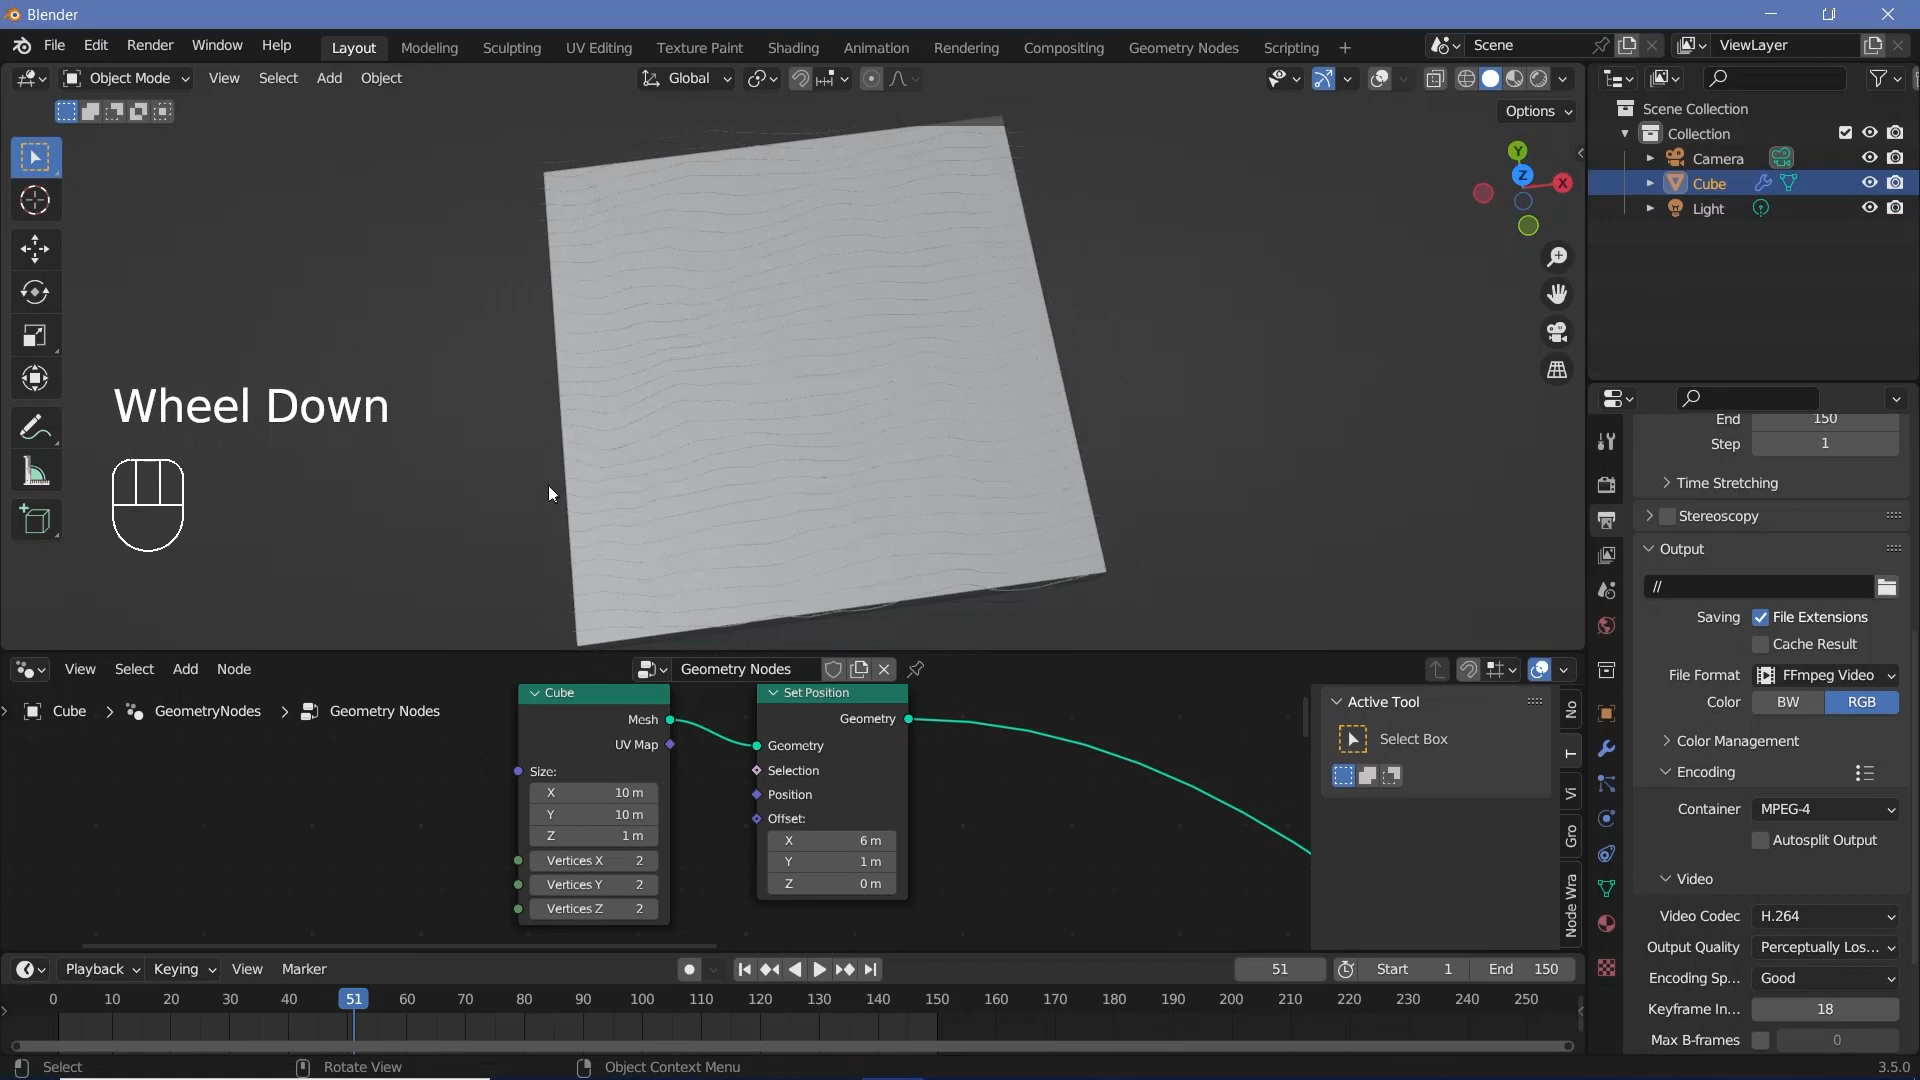 Blender
File Edit Render Window Help Layout Modeling Sculpting UV Editing Texture Paint Shading Animation Rendering Compositing Geometry Nodes Scripting + Scene ViewLayer
Object Mode View Select Add Object Global
Options
Scene Collection
Collection
Camera
Cube
Light
Y
Z
X
Wheel Down
End 150
Step 1
Time Stretching
Stereoscopy
Output
//
Saving File Extensions
Cache Result
File Format FFmpeg Video
Color BW RGB
Color Management
Encoding
Container MPEG-4
Autosplit Output
Video
Video Codec H.264
Output Quality Perceptually Los...
Encoding Sp... Good
Keyframe In... 18
Max B-frames 0
View Select Add Node Geometry Nodes
Cube > GeometryNodes > Geometry Nodes
Cube
Mesh
UV Map
Size:
X 10 m
Y 10 m
Z 1 m
Vertices X 2
Vertices Y 2
Vertices Z 2
Set Position
Geometry
Geometry
Selection
Position
Offset:
X 6 m
Y 1 m
Z 0 m
Active Tool
Select Box
No
T
Vi
Gro
Node Wra
Playback Keying View Marker 51 Start 1 End 150
0 10 20 30 40 51 60 70 80 90 100 110 120 130 140 150 160 170 180 190 200 210 220 230 240 250
Select Rotate View Object Context Menu 3.5.0